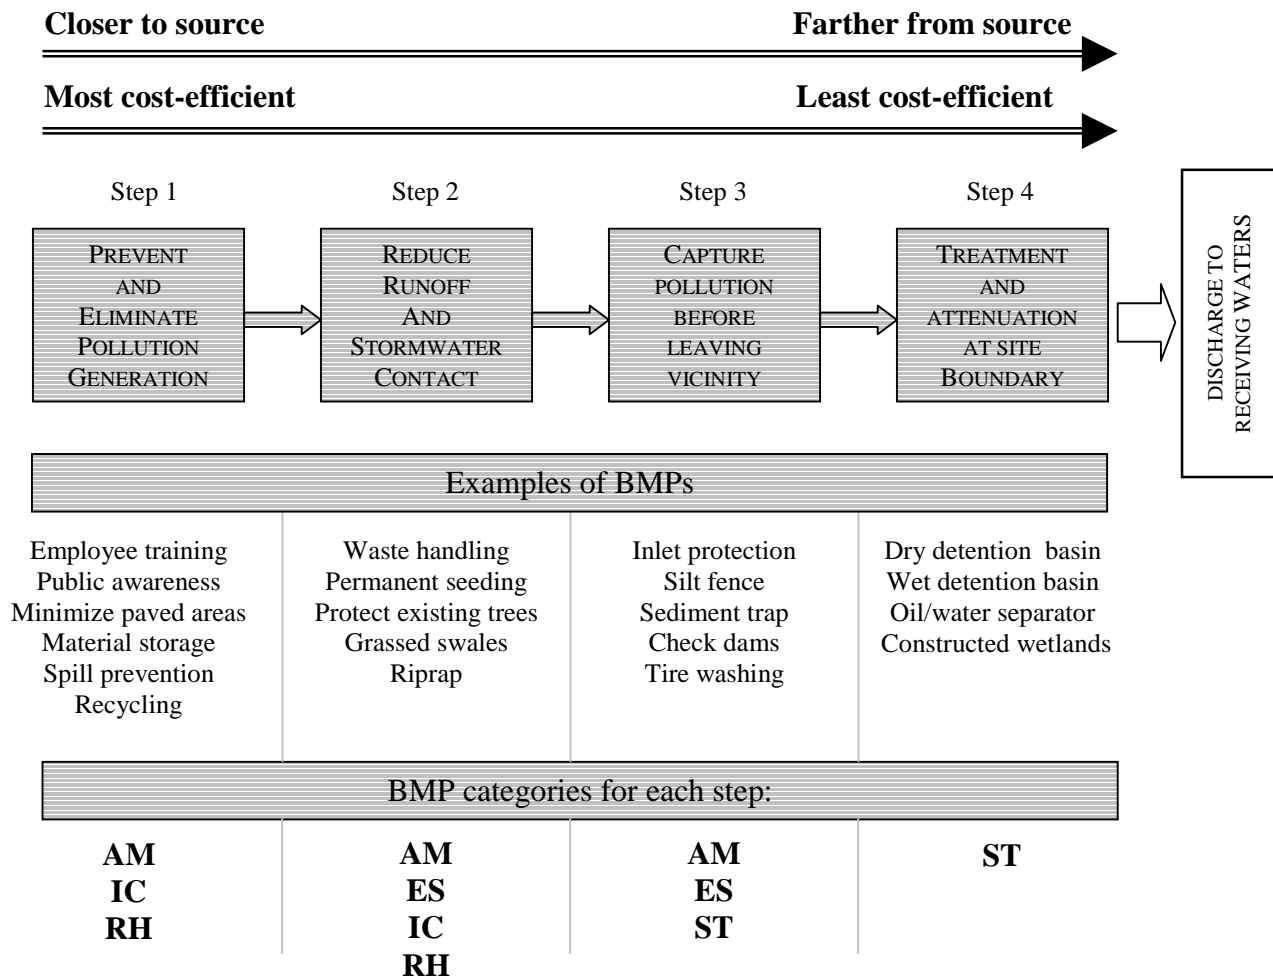 Closer to source
Farther from source
Most cost-efficient
Least cost-efficient
Step 1
Step 2
Step 3
Step 4
PREVENT
AND
ELIMINATE
POLLUTION
GENERATION
REDUCE
RUNOFF
AND
STORMWATER
CONTACT
CAPTURE
POLLUTION
BEFORE
LEAVING
VICINITY
TREATMENT
AND
ATTENUATION
AT SITE
BOUNDARY
DISCHARGE TO
RECEIVING WATERS
Examples of BMPs
Employee training
Public awareness
Minimize paved areas
Material storage
Spill prevention
Recycling
Waste handling
Permanent seeding
Protect existing trees
Grassed swales
Riprap
Inlet protection
Silt fence
Sediment trap
Check dams
Tire washing
Dry detention basin
Wet detention basin
Oil/water separator
Constructed wetlands
BMP categories for each step:
AM
IC
RH
AM
ES
IC
RH
AM
ES
ST
ST